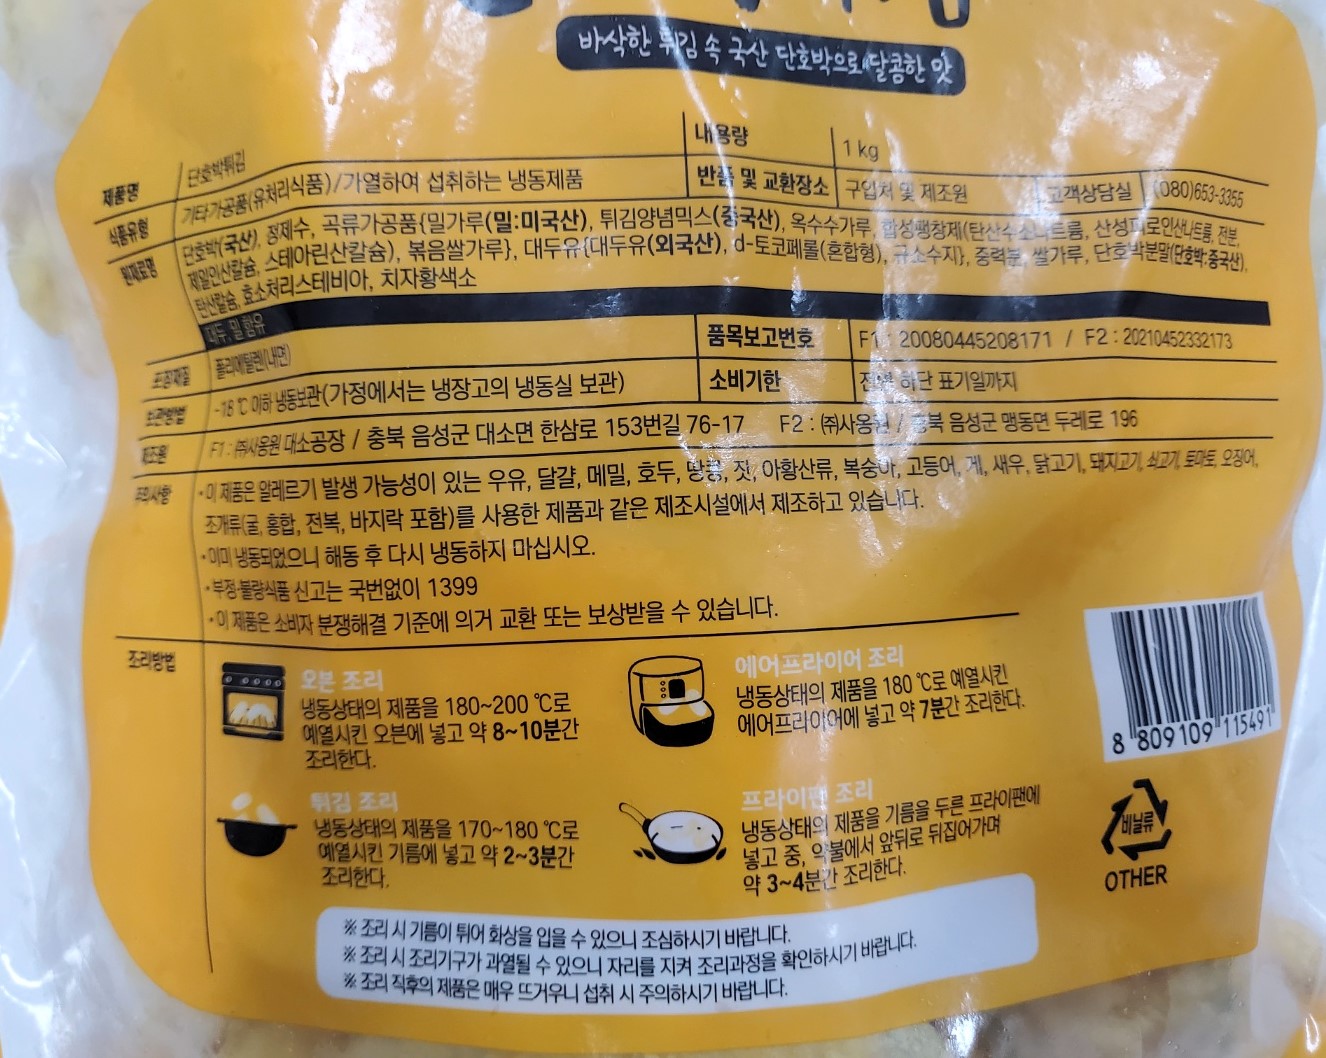 바삭한 튀김 속 국산 단호박으로 달콤한 맛
제품명 단호박튀김 내용량 1 kg
식품유형 기타가공품(유처리식품)/가열하여 섭취하는 냉동제품 반품 및 교환장소 구입처 및 제조원 고객상담실 (080)653-3355
원재료명 단호박(국산), 정제수, 곡류가공품{밀가루(밀:미국산), 튀김양념믹스(중국산), 옥수수가루, 합성팽창제(탄산수소나트륨, 산성피로인산나트륨, 전분,
제일인산칼슘, 스테아린산칼슘), 볶음쌀가루}, 대두유{대두유(외국산), d-토코페롤(혼합형), 규소수지}, 중력분, 쌀가루, 단호박분말(단호박:중국산),
탄산칼슘, 효소처리스테비아, 치자황색소
대두, 밀 함유
포장재질 폴리에틸렌(내면) 품목보고번호 F1 : 20080445208171 / F2 : 20210452332173
보관방법 -18 ℃ 이하 냉동보관(가정에서는 냉장고의 냉동실 보관) 소비기한 전면 하단 표기일까지
제조원 F1 : ㈜사옹원 대소공장 / 충북 음성군 대소면 한삼로 153번길 76-17 F2 : ㈜사옹원 / 충북 음성군 맹동면 두레로 196
주의사항 •이 제품은 알레르기 발생 가능성이 있는 우유, 달걀, 메밀, 호두, 땅콩, 잣, 아황산류, 복숭아, 고등어, 게, 새우, 닭고기, 돼지고기, 쇠고기, 토마토, 오징어,
조개류(굴, 홍합, 전복, 바지락 포함)를 사용한 제품과 같은 제조시설에서 제조하고 있습니다.
•이미 냉동되었으니 해동 후 다시 냉동하지 마십시오.
•부정·불량식품 신고는 국번없이 1399
•이 제품은 소비자 분쟁해결 기준에 의거 교환 또는 보상받을 수 있습니다.
조리방법
오븐 조리
냉동상태의 제품을 180~200 ℃로
예열시킨 오븐에 넣고 약 8~10분간
조리한다.
에어프라이어 조리
냉동상태의 제품을 180 ℃로 예열시킨
에어프라이어에 넣고 약 7분간 조리한다.
튀김 조리
냉동상태의 제품을 170~180 ℃로
예열시킨 기름에 넣고 약 2~3분간
조리한다.
프라이팬 조리
냉동상태의 제품을 기름을 두른 프라이팬에
넣고 중, 약불에서 앞뒤로 뒤집어가며
약 3~4분간 조리한다.
8 809109 115491
비닐류
OTHER
※ 조리 시 기름이 튀어 화상을 입을 수 있으니 조심하시기 바랍니다.
※ 조리 시 조리기구가 과열될 수 있으니 자리를 지켜 조리과정을 확인하시기 바랍니다.
※ 조리 직후의 제품은 매우 뜨거우니 섭취 시 주의하시기 바랍니다.